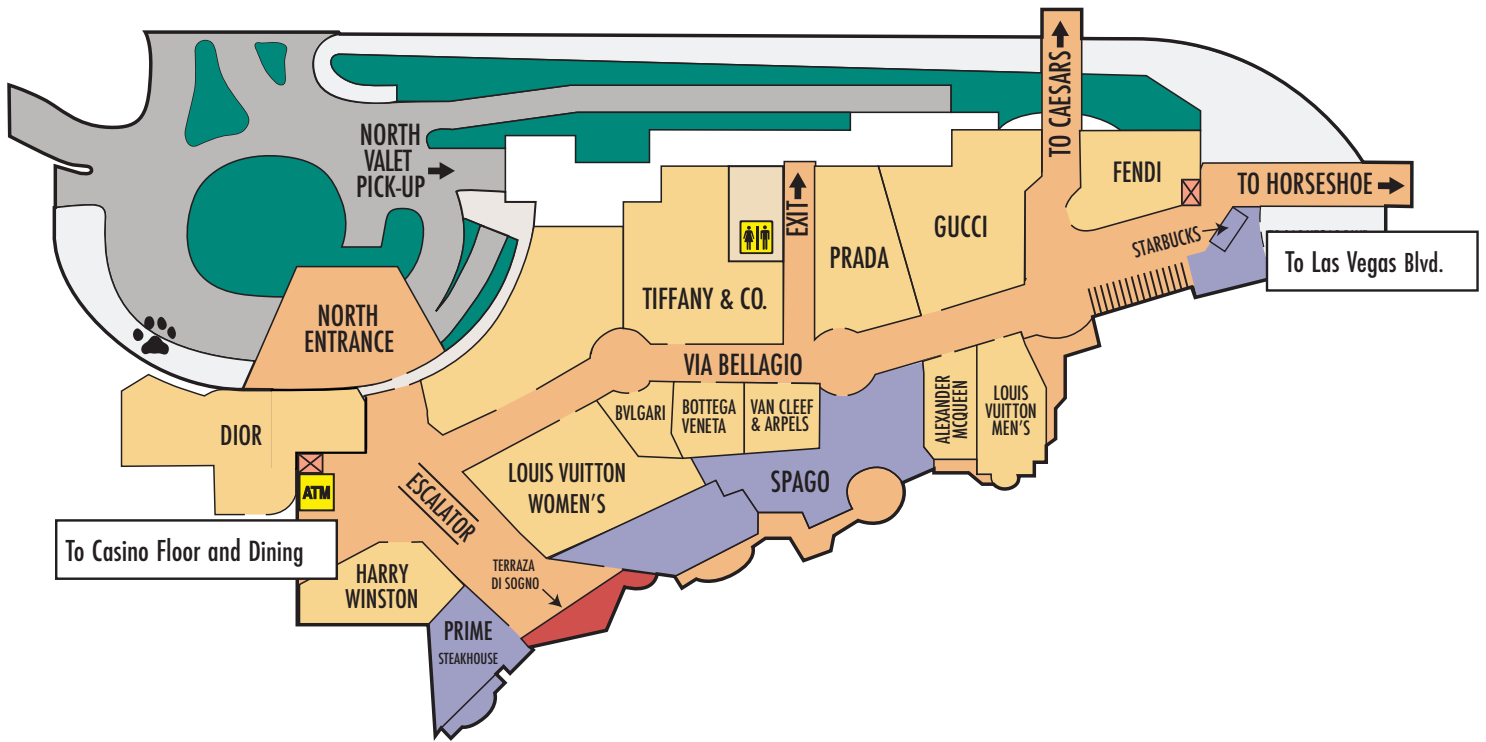 TO CAESARS
NORTH
VALET
PICK-UP
FENDI
TO HORSESHOE
EXIT
GUCCI
PRADA
STARBUCKS
To Las Vegas Blvd.
TIFFANY & CO.
NORTH
ENTRANCE
VIA BELLAGIO
BVLGARI
BOTTEGA
VENETA
VAN CLEEF
& ARPELS
ALEXANDER
MCQUEEN
LOUIS
VUITTON
MEN'S
DIOR
SPAGO
LOUIS VUITTON
WOMEN'S
ESCALATOR
ATM
To Casino Floor and Dining
TERRAZA
DI SOGNO
HARRY
WINSTON
PRIME
STEAKHOUSE